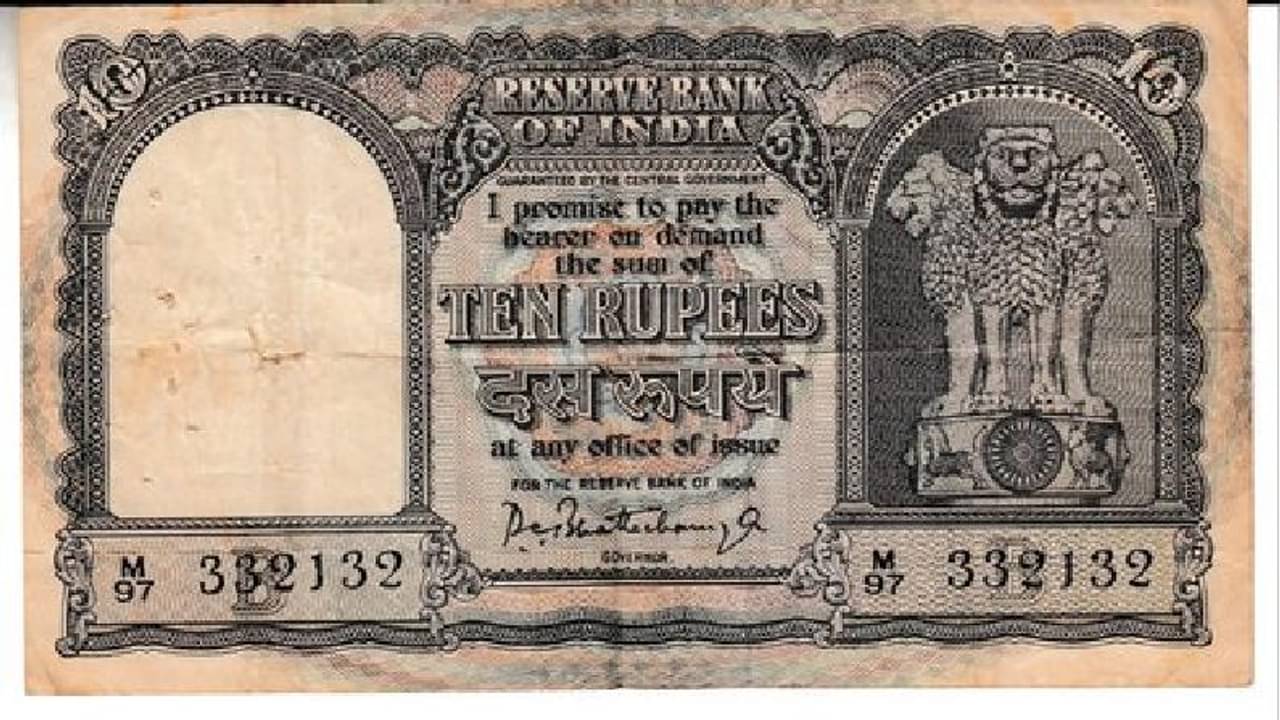 10
10
RESERVE BANK
OF INDIA
GUARANTEED BY THE CENTRAL GOVERNMENT
I promise to pay the
bearer on demand
the sum of
TEN RUPEES
दस रूपये
at any office of issue
FOR THE RESERVE BANK OF INDIA
P. C. Bhattacharyya
GOVERNOR
M
97 332132
B
M
97 332132
B